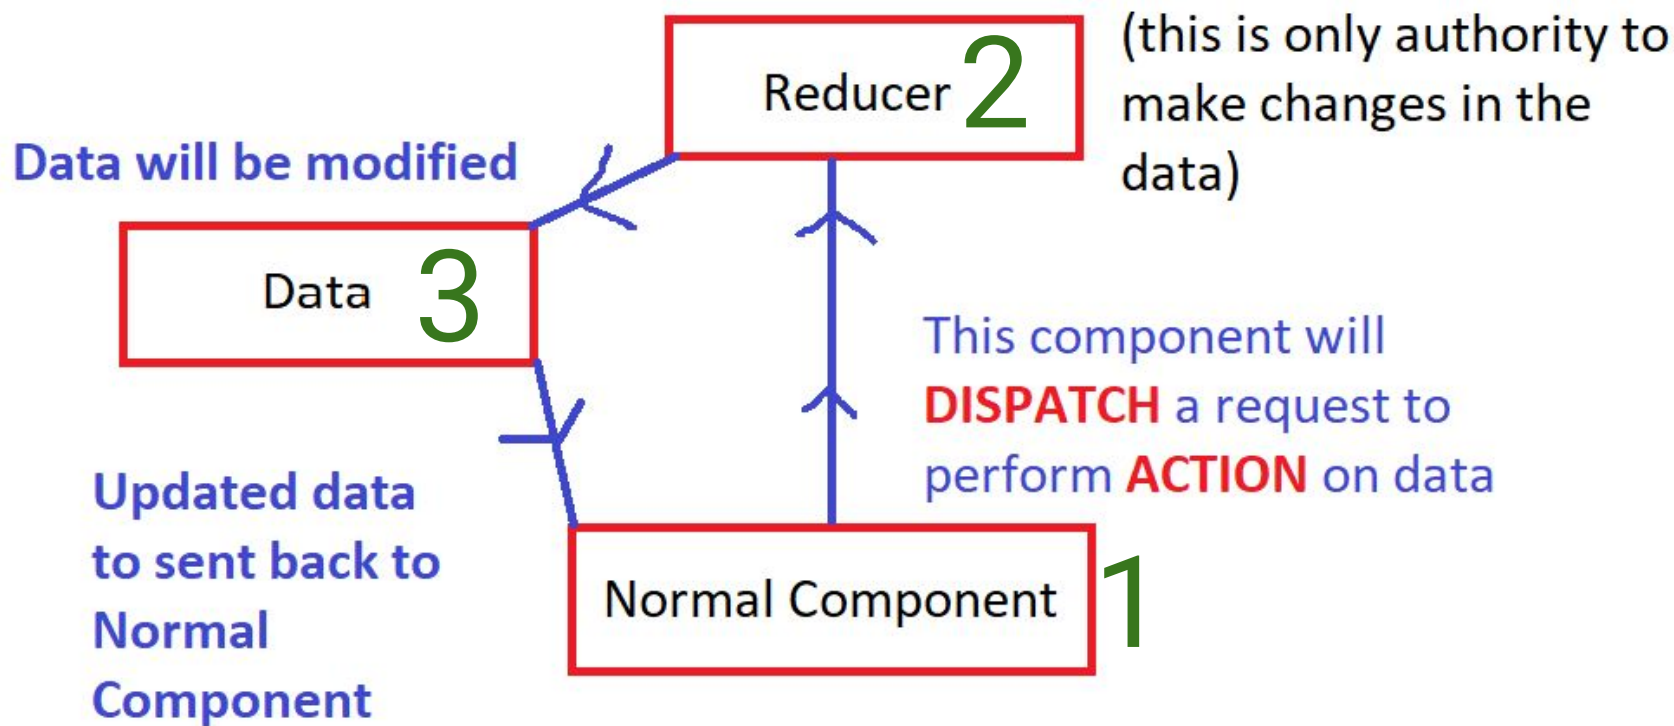 Reducer 2
(this is only authority to
make changes in the
data)
Data will be modified
Data 3
This component will
DISPATCH a request to
perform ACTION on data
Updated data
to sent back to
Normal
Component
Normal Component 1